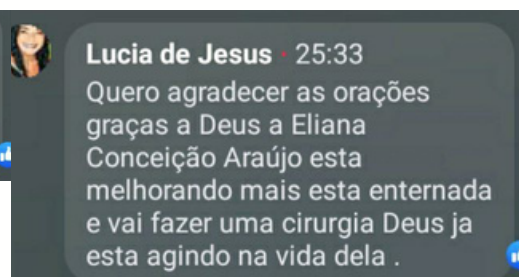 Lucia de Jesus · 25:33
Quero agradecer as orações
graças a Deus a Eliana
Conceição Araújo esta
melhorando mais esta enternada
e vai fazer uma cirurgia Deus ja
esta agindo na vida dela .